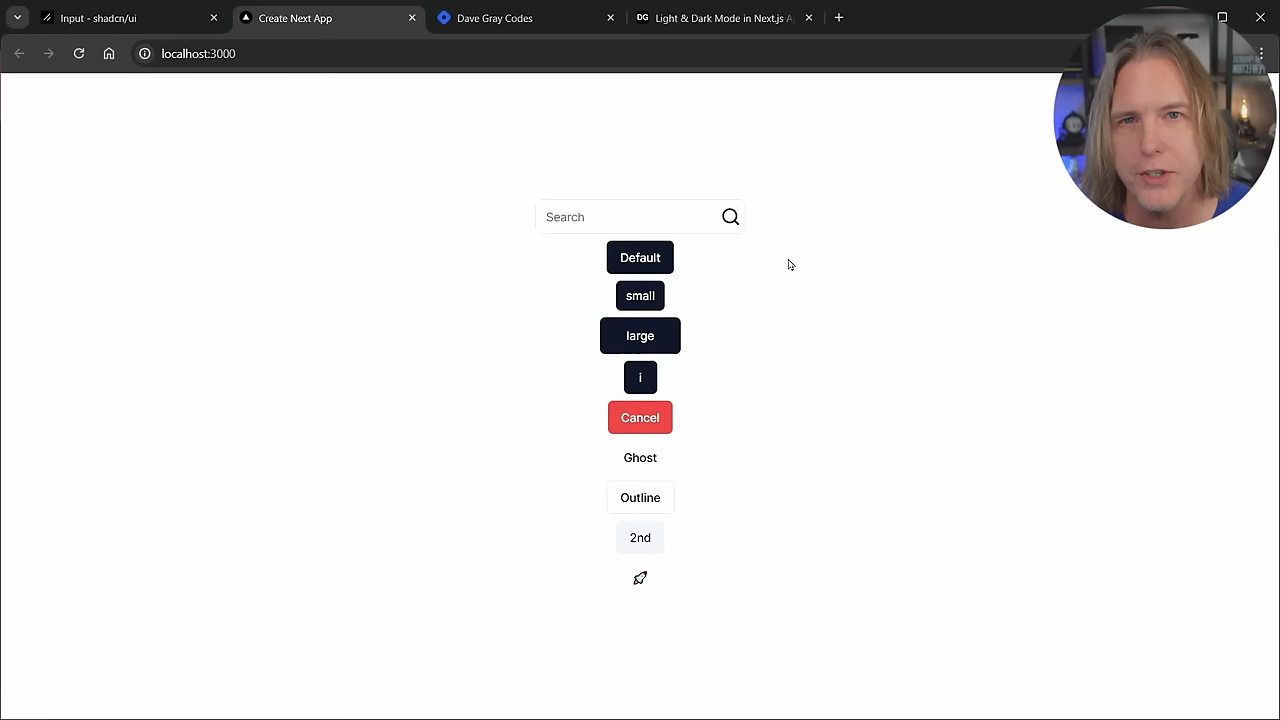 Input - shadcn/ui
Create Next App
Dave Gray Codes
DG Light & Dark Mode in Next.js A
localhost:3000
Search
Default
small
large
i
Cancel
Ghost
Outline
2nd